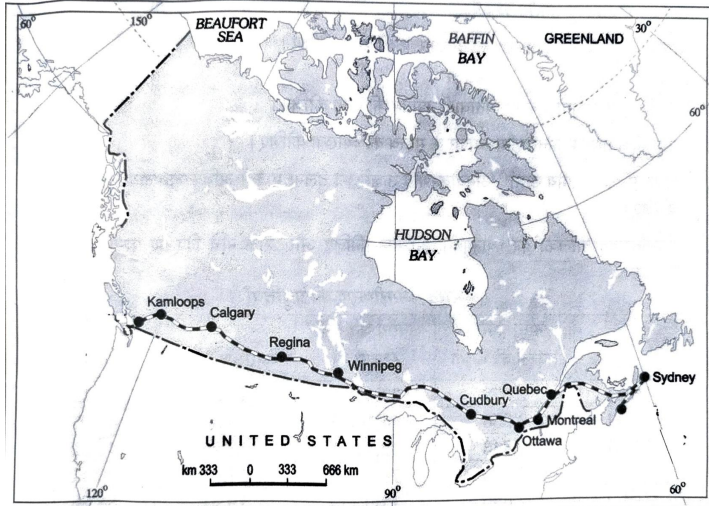 60°
150°
BEAUFORT
SEA
BAFFIN
BAY
GREENLAND
30°
60°
HUDSON
BAY
Kamloops
Calgary
Regina
Winnipeg
Cudbury
Quebec
Montreal
Ottawa
Sydney
UNITED STATES
km 333 0 333 666 km
120°
90°
60°